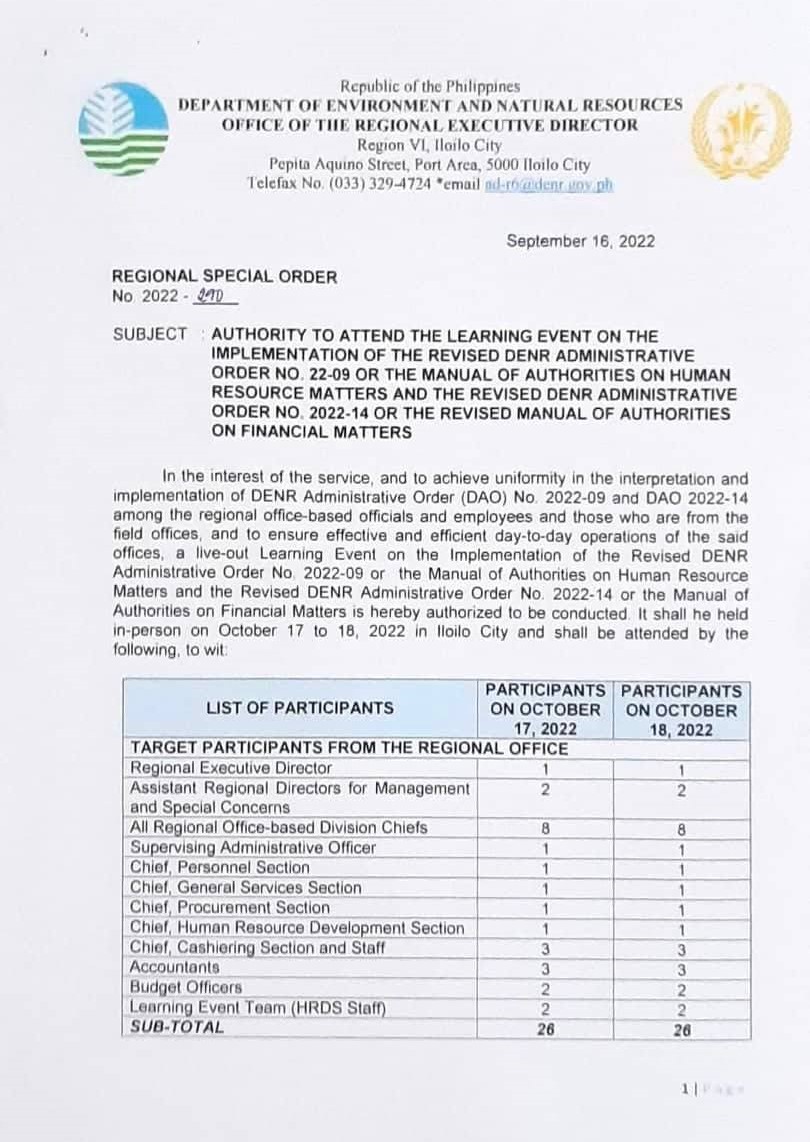 Republic of the Philippines
DEPARTMENT OF ENVIRONMENT AND NATURAL RESOURCES
OFFICE OF THE REGIONAL EXECUTIVE DIRECTOR
Region VI, Iloilo City
Pepita Aquino Street, Port Area, 5000 Iloilo City
Telefax No. (033) 329-4724 *email
September 16, 2022
REGIONAL SPECIAL ORDER
No. 2022 - 290
SUBJECT : AUTHORITY TO ATTEND THE LEARNING EVENT ON THE
IMPLEMENTATION OF THE REVISED DENR ADMINISTRATIVE
ORDER NO. 22-09 OR THE MANUAL OF AUTHORITIES ON HUMAN
RESOURCE MATTERS AND THE REVISED DENR ADMINISTRATIVE
ORDER NO. 2022-14 OR THE REVISED MANUAL OF AUTHORITIES
ON FINANCIAL MATTERS
In the interest of the service, and to achieve uniformity in the interpretation and
implementation of DENR Administrative Order (DAO) No. 2022-09 and DAO 2022-14
among the regional office-based officials and employees and those who are from the
field offices, and to ensure effective and efficient day-to-day operations of the said
offices, a live-out Learning Event on the Implementation of the Revised DENR
Administrative Order No. 2022-09 or the Manual of Authorities on Human Resource
Matters and the Revised DENR Administrative Order No. 2022-14 or the Manual of
Authorities on Financial Matters is hereby authorized to be conducted. It shall he held
in-person on October 17 to 18, 2022 in Iloilo City and shall be attended by the
following, to wit:
LIST OF PARTICIPANTS PARTICIPANTS ON OCTOBER 17, 2022 PARTICIPANTS ON OCTOBER 18, 2022
TARGET PARTICIPANTS FROM THE REGIONAL OFFICE
Regional Executive Director 1 1
Assistant Regional Directors for Management 2 2
and Special Concerns
All Regional Office-based Division Chiefs 8 8
Supervising Administrative Officer 1 1
Chief, Personnel Section 1 1
Chief, General Services Section 1 1
Chief, Procurement Section 1 1
Chief, Human Resource Development Section 1 1
Chief, Cashiering Section and Staff 3 3
Accountants 3 3
Budget Officers 2 2
Learning Event Team (HRDS Staff) 2 2
SUB-TOTAL 26 26
1 | Page